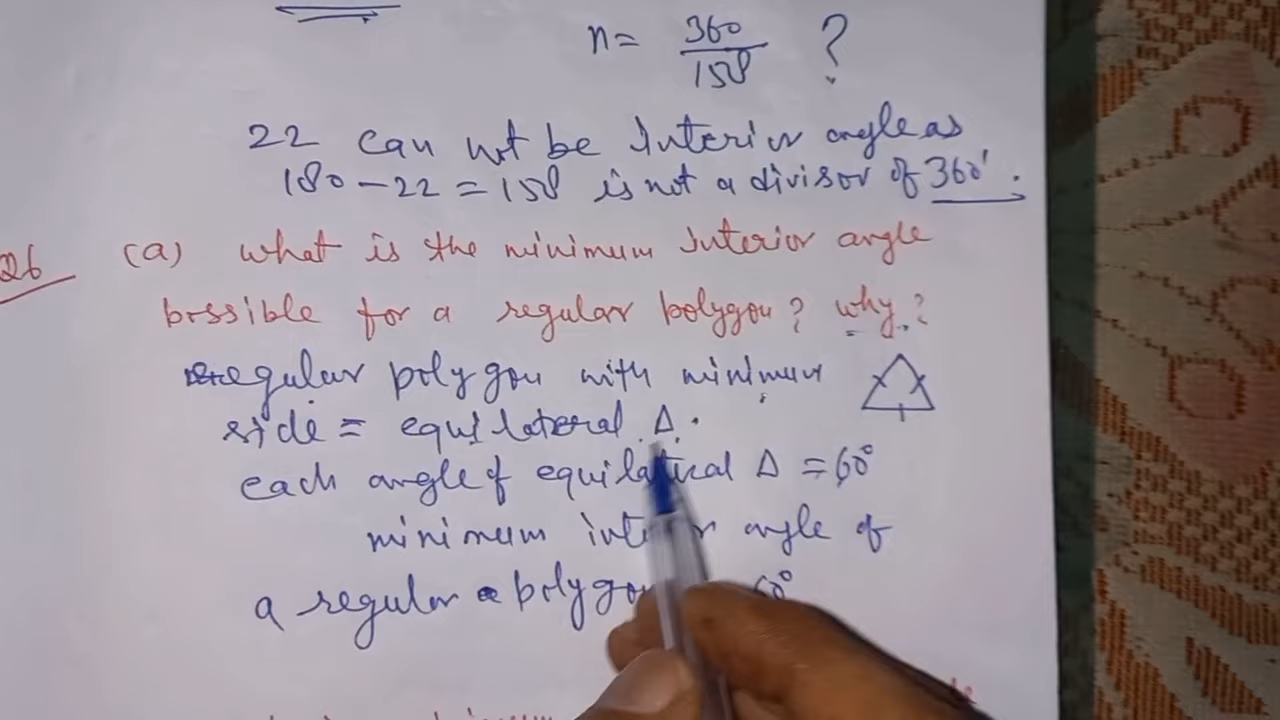 n = 360/158 ?
22 can not be interior angle as
180 - 22 = 158 is not a divisor of 360°.
26 (a) what is the minimum interior angle
possible for a regular polygon? why?
regular polygon with minimum
side = equilateral Δ.
each angle of equilateral Δ = 60°
minimum angle of
a regular polygon 60°